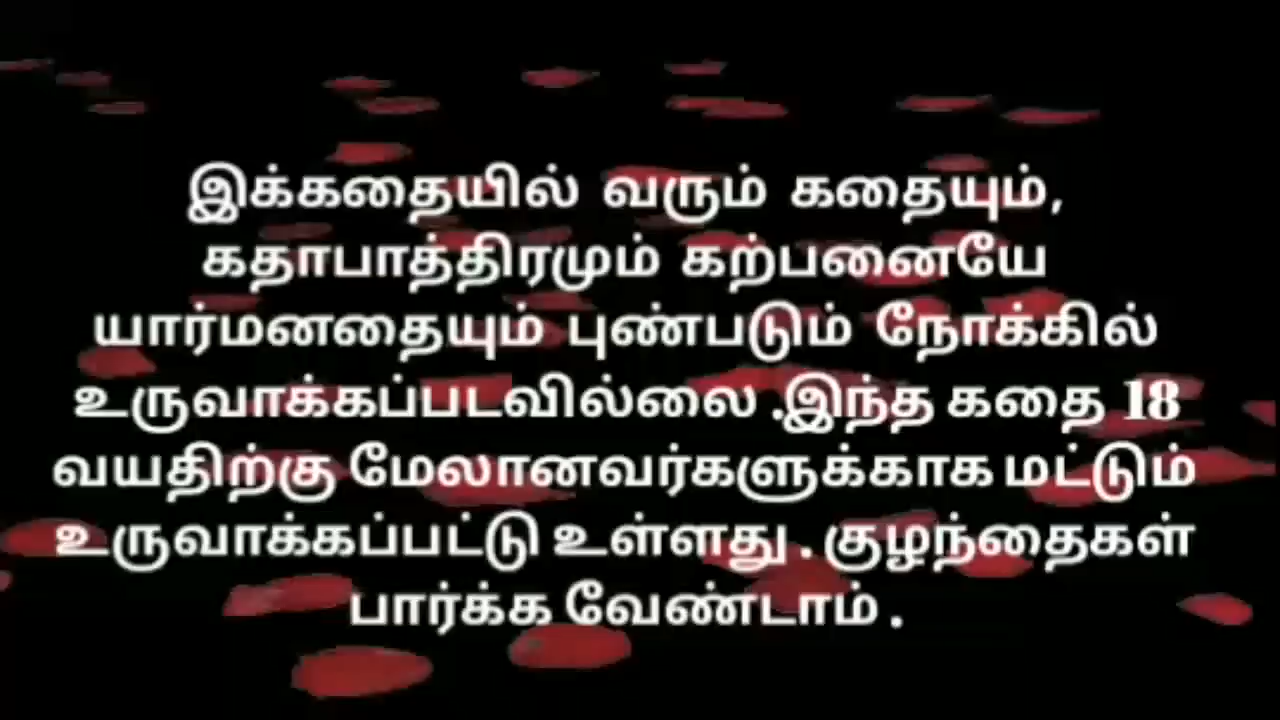 இக்கதையில் வரும் கதையும்,
கதாபாத்திரமும் கற்பனையே
யார்மனதையும் புண்படும் நோக்கில்
உருவாக்கப்படவில்லை .இந்த கதை 18
வயதிற்கு மேலானவர்களுக்காக மட்டும்
உருவாக்கப்பட்டு உள்ளது . குழந்தைகள்
பார்க்க வேண்டாம் .